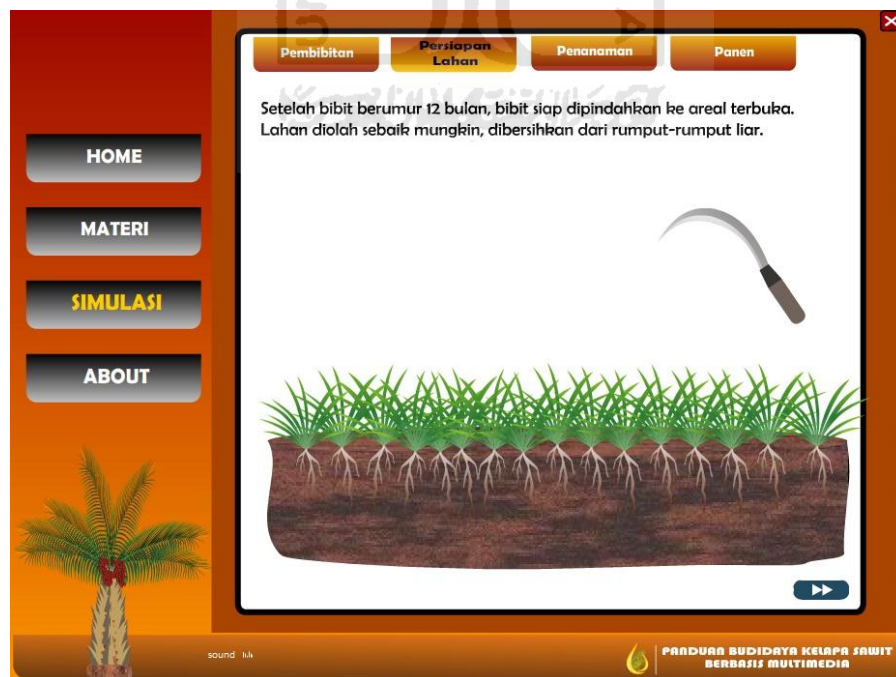 Pembibitan
Persiapan
Lahan
Penanaman
Panen
Setelah bibit berumur 12 bulan, bibit siap dipindahkan ke areal terbuka.
Lahan diolah sebaik mungkin, dibersihkan dari rumput-rumput liar.
HOME
MATERI
SIMULASI
ABOUT
sound
PANDUAN BUDIDAYA KELAPA SAWIT
BERBASIS MULTIMEDIA